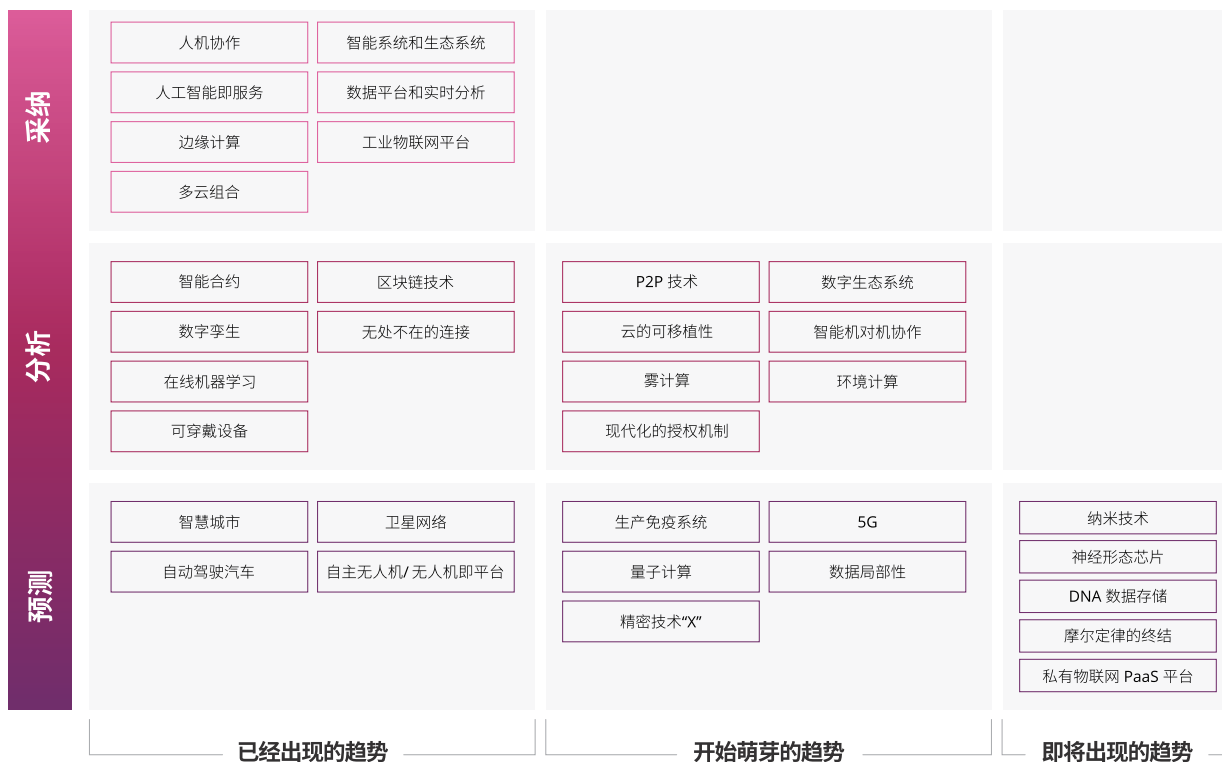 采纳
人机协作
智能系统和生态系统
人工智能即服务
数据平台和实时分析
边缘计算
工业物联网平台
多云组合
分析
智能合约
区块链技术
数字孪生
无处不在的连接
在线机器学习
可穿戴设备
P2P 技术
数字生态系统
云的可移植性
智能机对机协作
雾计算
环境计算
现代化的授权机制
预测
智慧城市
卫星网络
自动驾驶汽车
自主无人机/ 无人机即平台
生产免疫系统
5G
量子计算
数据局部性
精密技术“X”
纳米技术
神经形态芯片
DNA 数据存储
摩尔定律的终结
私有物联网 PaaS 平台
已经出现的趋势
开始萌芽的趋势
即将出现的趋势